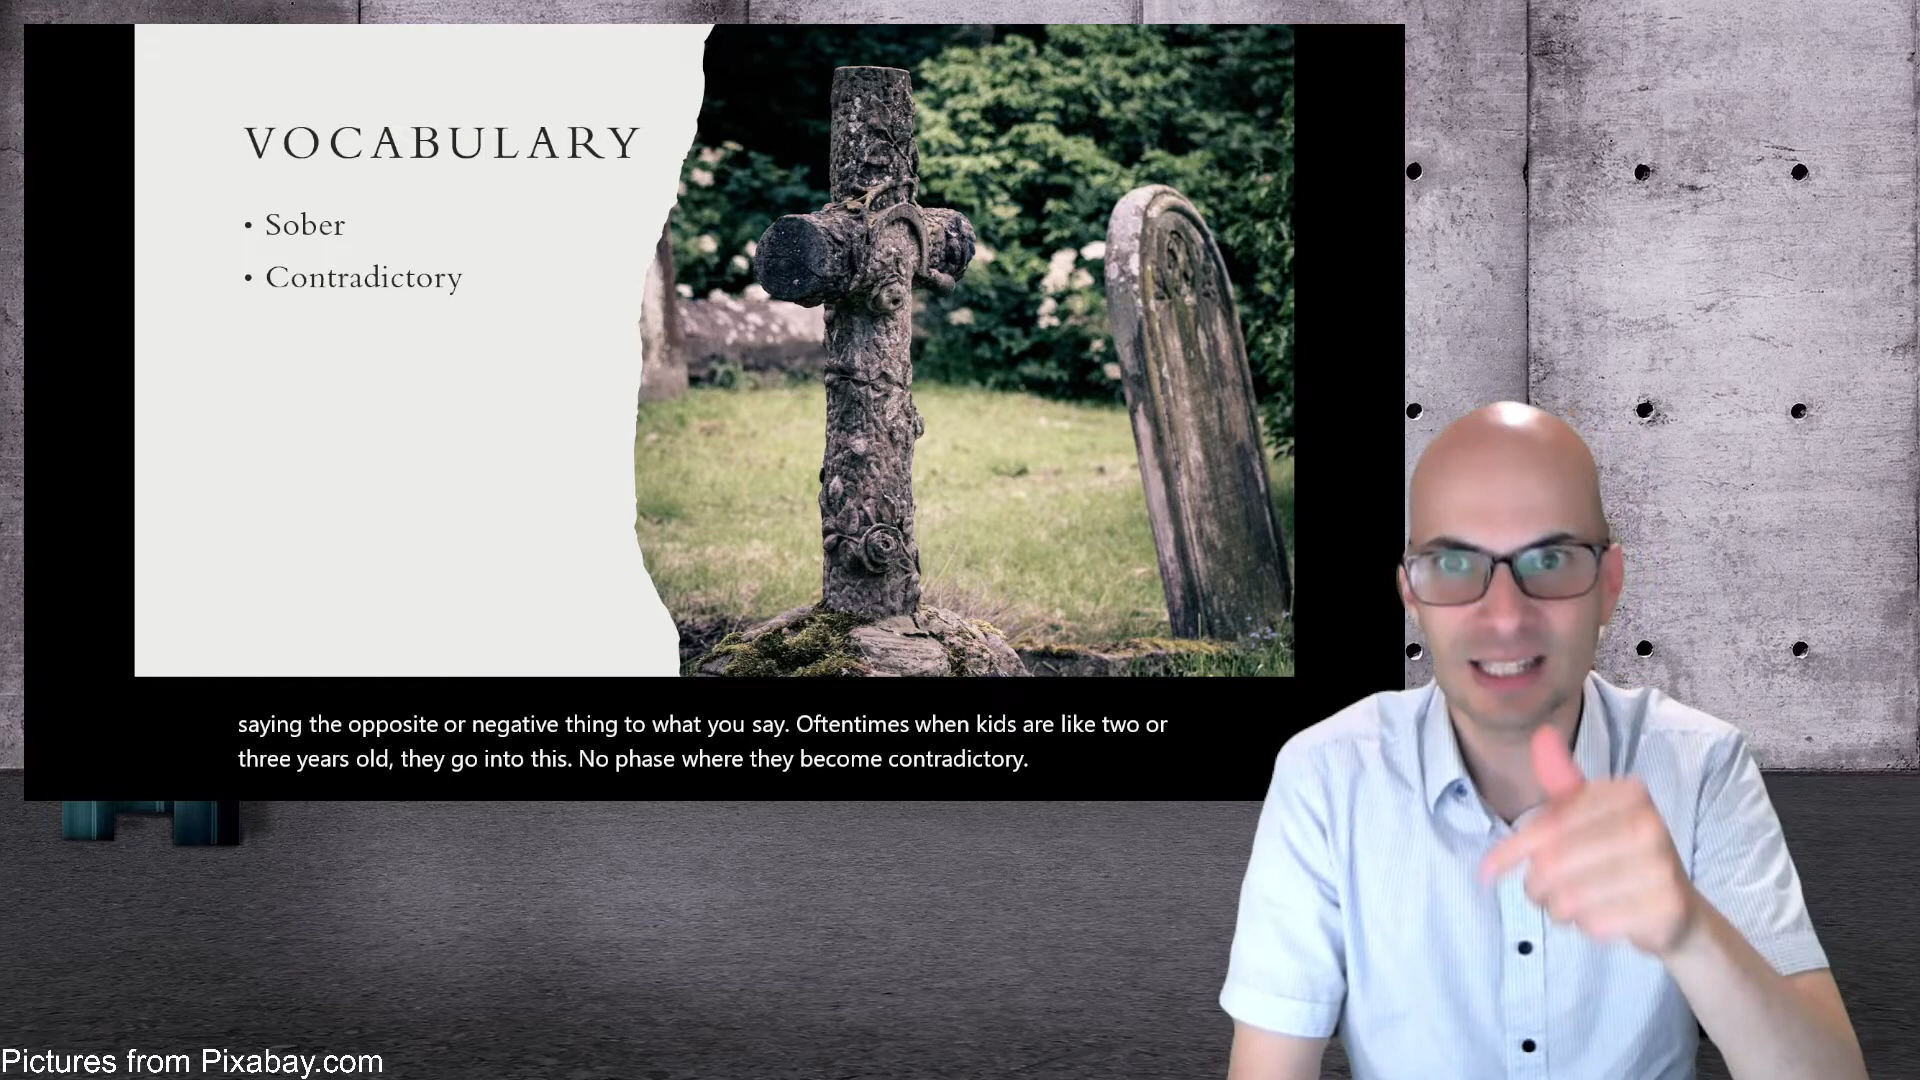 VOCABULARY
• Sober
• Contradictory
saying the opposite or negative thing to what you say. Oftentimes when kids are like two or
three years old, they go into this. No phase where they become contradictory.
Pictures from Pixabay.com